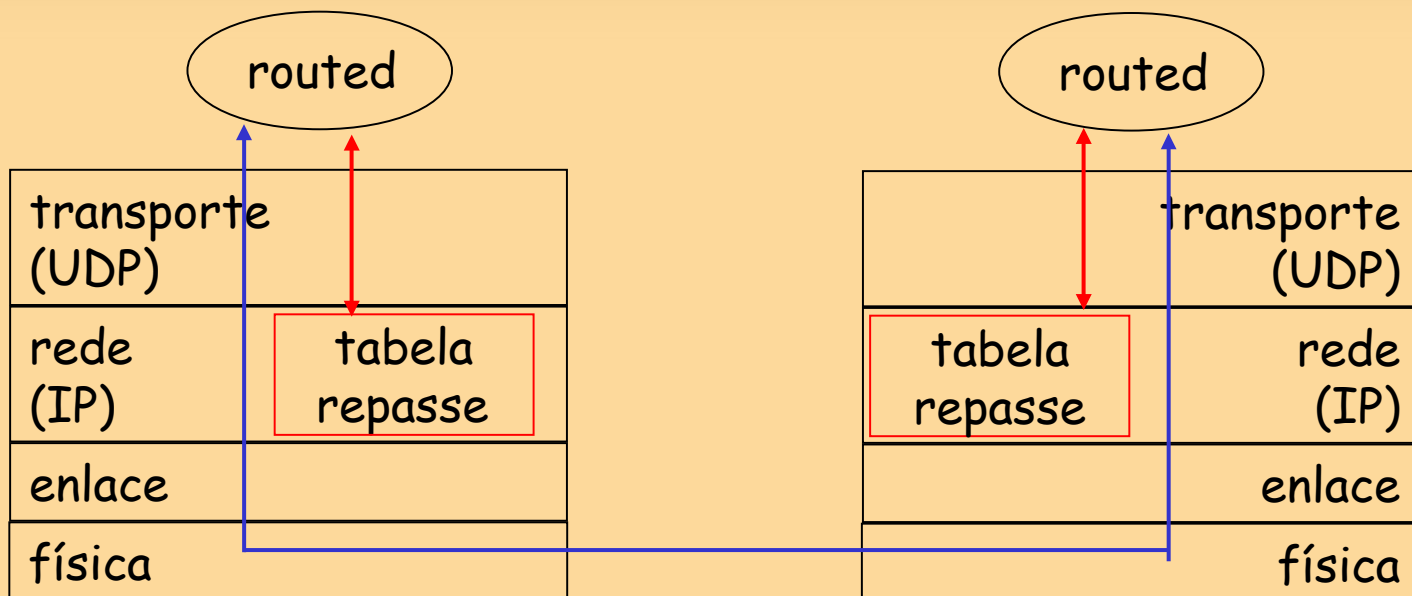 routed
routed
transporte
(UDP)
transporte
(UDP)
rede
(IP)
tabela
repasse
tabela
repasse
rede
(IP)
enlace
enlace
física
física